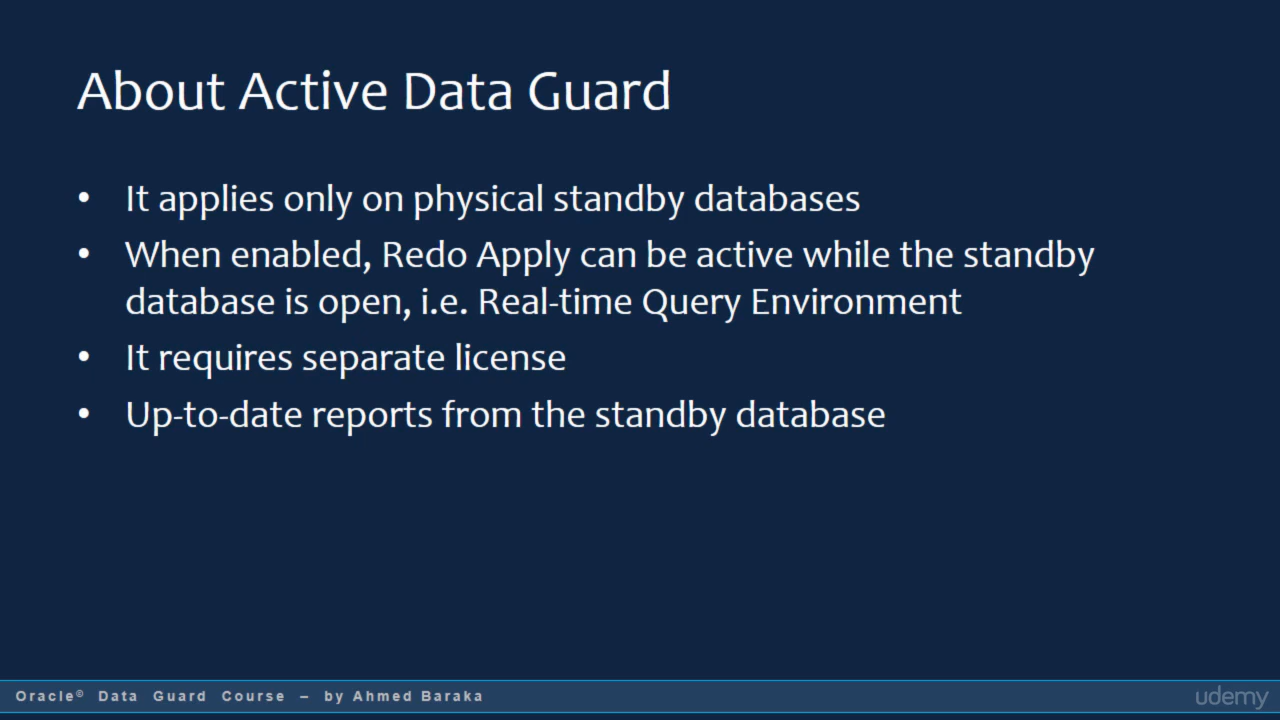 About Active Data Guard
• It applies only on physical standby databases
• When enabled, Redo Apply can be active while the standby
database is open, i.e. Real-time Query Environment
• It requires separate license
• Up-to-date reports from the standby database
Oracle© Data Guard Course – by Ahmed Baraka
udemy